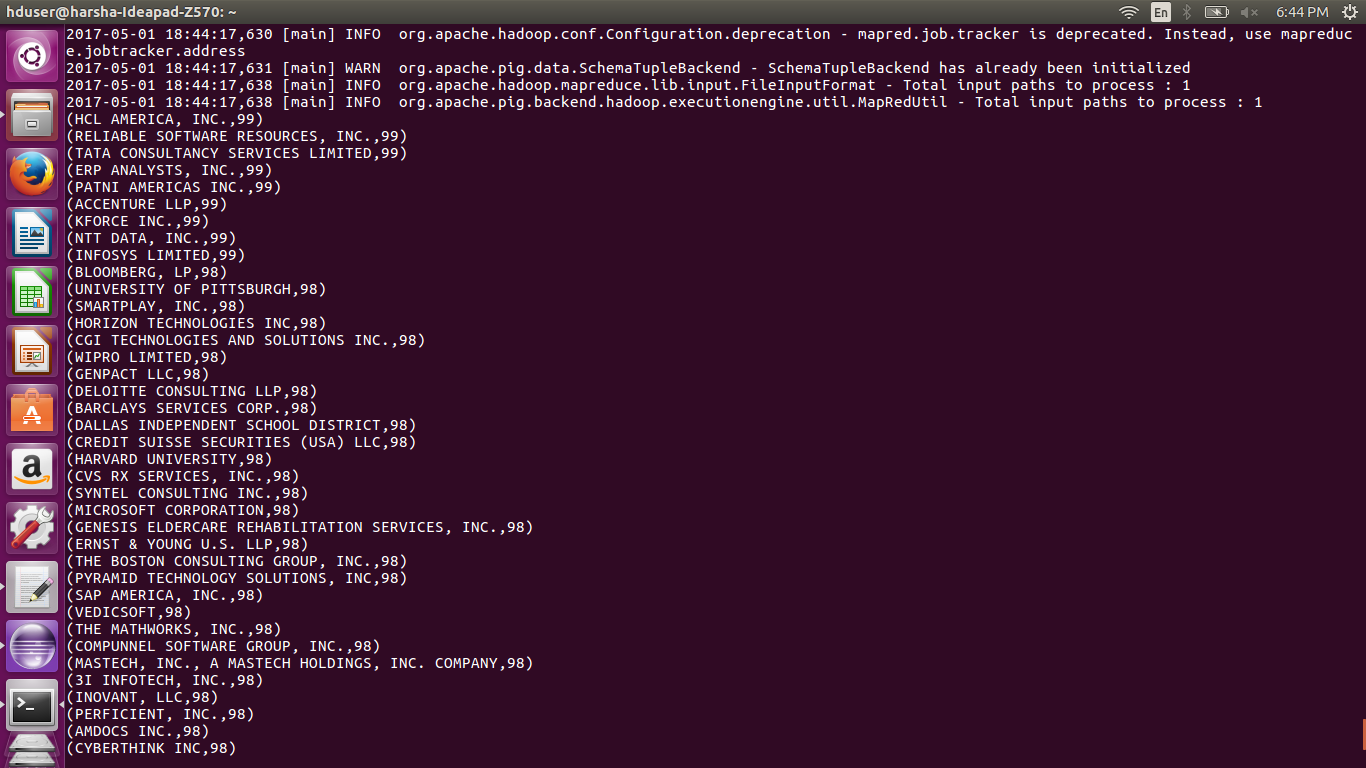 hduser@harsha-Ideapad-Z570: ~
En
6:44 PM
2017-05-01 18:44:17,630 [main] INFO  org.apache.hadoop.conf.Configuration.deprecation - mapred.job.tracker is deprecated. Instead, use mapreduc
e.jobtracker.address
2017-05-01 18:44:17,631 [main] WARN  org.apache.pig.data.SchemaTupleBackend - SchemaTupleBackend has already been initialized
2017-05-01 18:44:17,638 [main] INFO  org.apache.hadoop.mapreduce.lib.input.FileInputFormat - Total input paths to process : 1
2017-05-01 18:44:17,638 [main] INFO  org.apache.pig.backend.hadoop.executionengine.util.MapRedUtil - Total input paths to process : 1
(HCL AMERICA, INC.,99)
(RELIABLE SOFTWARE RESOURCES, INC.,99)
(TATA CONSULTANCY SERVICES LIMITED,99)
(ERP ANALYSTS, INC.,99)
(PATNI AMERICAS INC.,99)
(ACCENTURE LLP,99)
(KFORCE INC.,99)
(NTT DATA, INC.,99)
(INFOSYS LIMITED,99)
(BLOOMBERG, LP,98)
(UNIVERSITY OF PITTSBURGH,98)
(SMARTPLAY, INC.,98)
(HORIZON TECHNOLOGIES INC,98)
(CGI TECHNOLOGIES AND SOLUTIONS INC.,98)
(WIPRO LIMITED,98)
(GENPACT LLC,98)
(DELOITTE CONSULTING LLP,98)
(BARCLAYS SERVICES CORP.,98)
(DALLAS INDEPENDENT SCHOOL DISTRICT,98)
(CREDIT SUISSE SECURITIES (USA) LLC,98)
(HARVARD UNIVERSITY,98)
(CVS RX SERVICES, INC.,98)
(SYNTEL CONSULTING INC.,98)
(MICROSOFT CORPORATION,98)
(GENESIS ELDERCARE REHABILITATION SERVICES, INC.,98)
(ERNST & YOUNG U.S. LLP,98)
(THE BOSTON CONSULTING GROUP, INC.,98)
(PYRAMID TECHNOLOGY SOLUTIONS, INC,98)
(SAP AMERICA, INC.,98)
(VEDICSOFT,98)
(THE MATHWORKS, INC.,98)
(COMPUNNEL SOFTWARE GROUP, INC.,98)
(MASTECH, INC., A MASTECH HOLDINGS, INC. COMPANY,98)
(3I INFOTECH, INC.,98)
(INOVANT, LLC,98)
(PERFICIENT, INC.,98)
(AMDOCS INC.,98)
(CYBERTHINK INC,98)